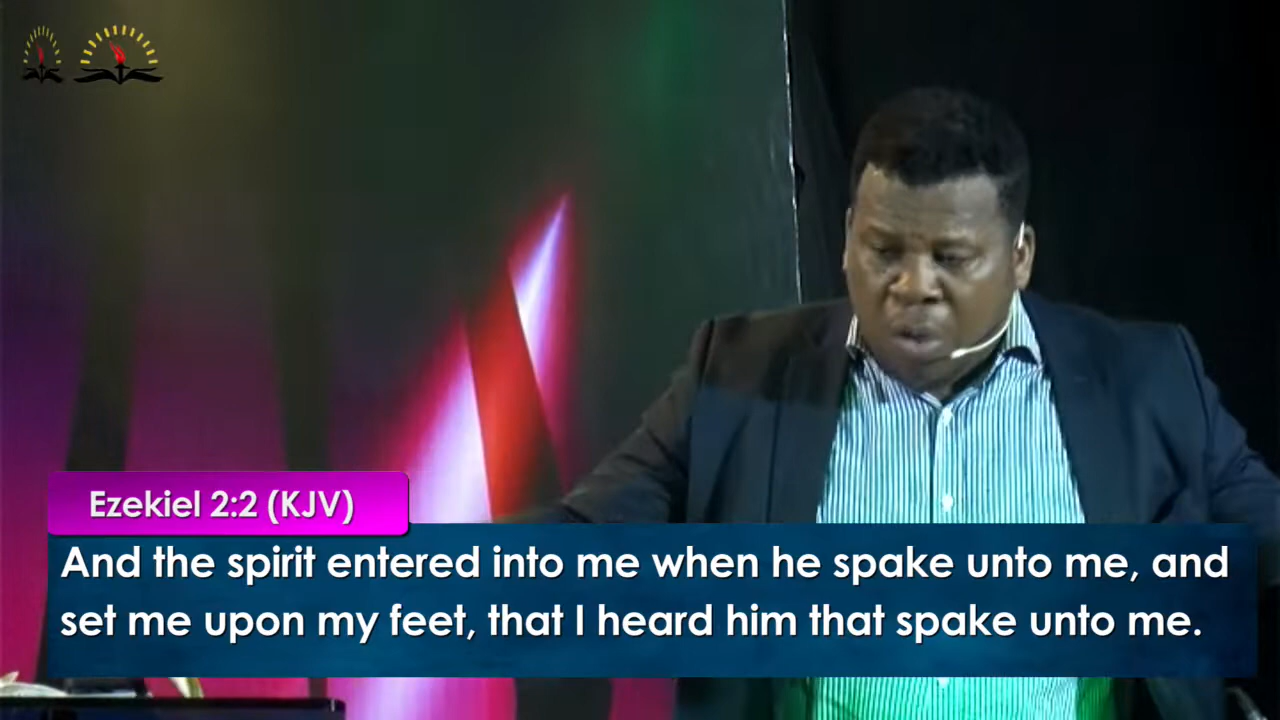 Ezekiel 2:2 (KJV)
And the spirit entered into me when he spake unto me, and
set me upon my feet, that I heard him that spake unto me.